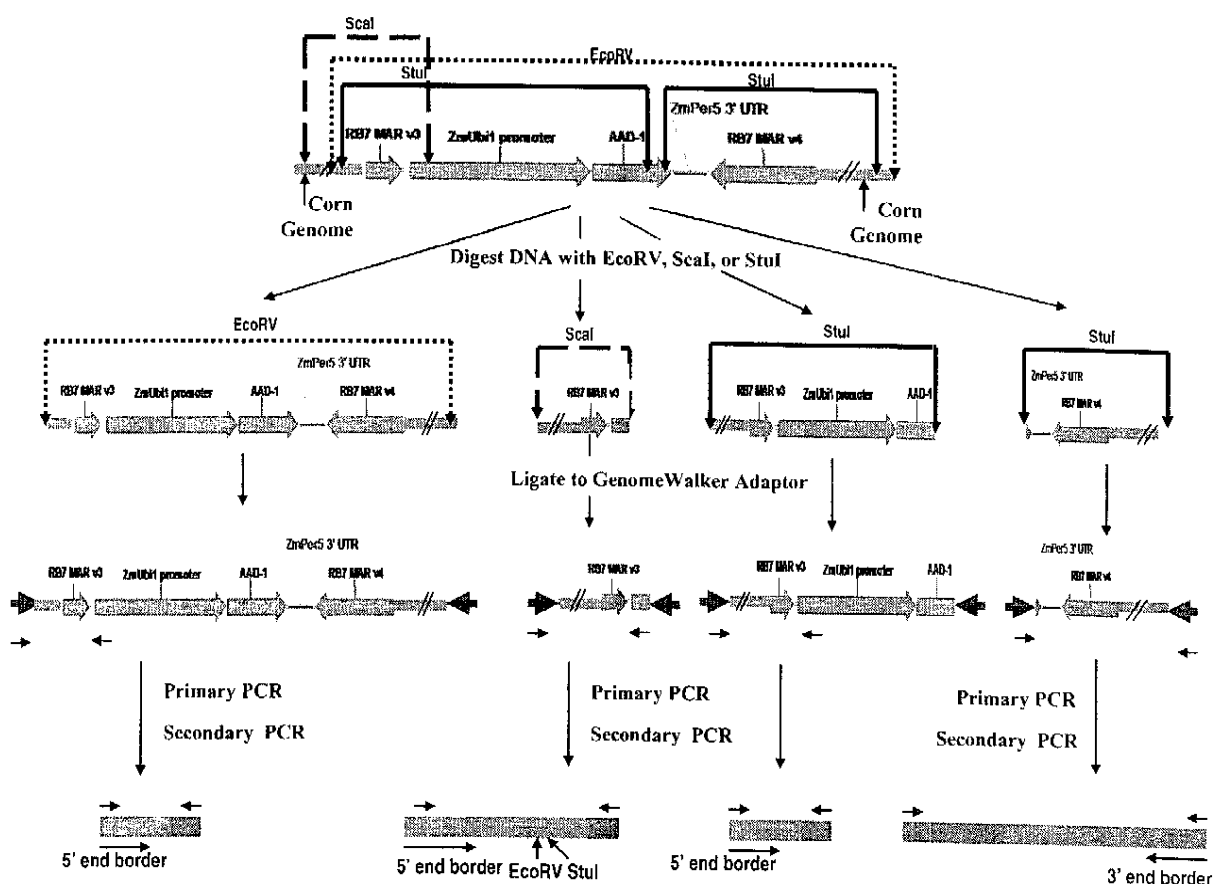 ScaI
EcoRV
StuI
StuI
ZmPer5 3' UTR
RB7 MAR v3
ZmUbi1 promoter
AAD-1
RB7 MAR v4
Corn
Genome
Corn
Genome
Digest DNA with EcoRV, ScaI, or StuI
EcoRV
ScaI
StuI
StuI
ZmPer5 3' UTR
RB7 MAR v3
ZmUbi1 promoter
AAD-1
RB7 MAR v4
RB7 MAR v3
RB7 MAR v3
ZmUbi1 promoter
AAD-1
ZmPer5 3' UTR
RB7 MAR v4
Ligate to GenomeWalker Adaptor
ZmPer5 3' UTR
RB7 MAR v3
ZmUbi1 promoter
AAD-1
RB7 MAR v4
RB7 MAR v3
RB7 MAR v3
ZmUbi1 promoter
AAD-1
ZmPer5 3' UTR
RB7 MAR v4
Primary PCR
Secondary PCR
Primary PCR
Secondary PCR
Primary PCR
Secondary PCR
5' end border
5' end border
EcoRV StuI
5' end border
3' end border